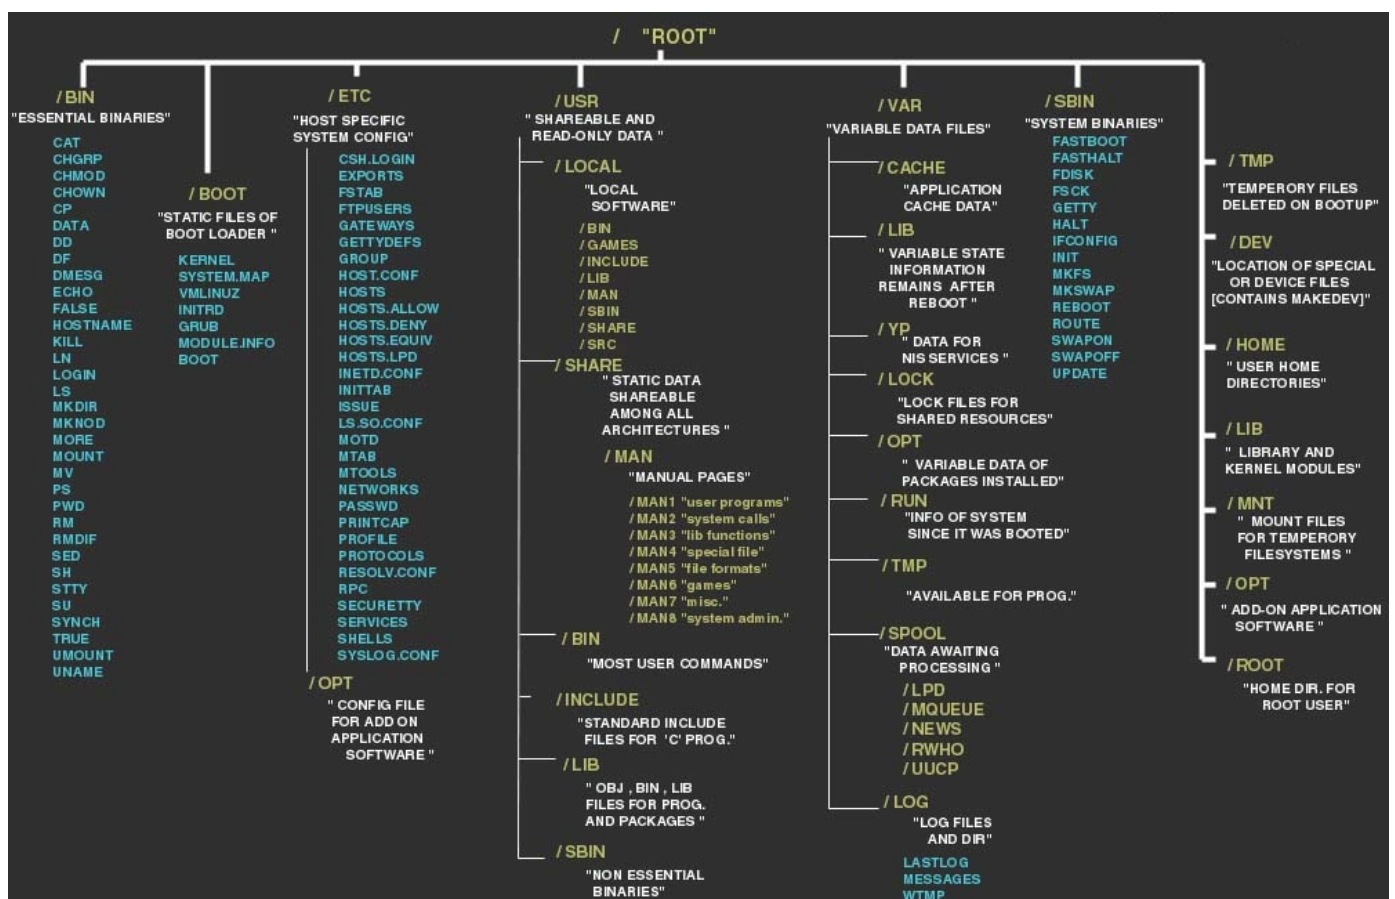 / "ROOT"
/BIN
"ESSENTIAL BINARIES"
CAT
CHGRP
CHMOD
CHOWN
CP
DATA
DD
DF
DMESG
ECHO
FALSE
HOSTNAME
KILL
LN
LOGIN
LS
MKDIR
MKNOD
MORE
MOUNT
MV
PS
PWD
RM
RMDIF
SED
SH
STTY
SU
SYNCH
TRUE
UMOUNT
UNAME
/BOOT
"STATIC FILES OF
BOOT LOADER "
KERNEL
SYSTEM.MAP
VMLINUZ
INITRD
GRUB
MODULE.INFO
BOOT
/ETC
"HOST SPECIFIC
SYSTEM CONFIG"
CSH.LOGIN
EXPORTS
FSTAB
FTPUSERS
GATEWAYS
GETTYDEFS
GROUP
HOST.CONF
HOSTS
HOSTS.ALLOW
HOSTS.DENY
HOSTS.EQUIV
HOSTS.LPD
INETD.CONF
INITTAB
ISSUE
LS.SO.CONF
MOTD
MTAB
MTOOLS
NETWORKS
PASSWD
PRINTCAP
PROFILE
PROTOCOLS
RESOLV.CONF
RPC
SECURETTY
SERVICES
SHELLS
SYSLOG.CONF
/OPT
" CONFIG FILE
FOR ADD ON
APPLICATION
SOFTWARE "
/USR
" SHAREABLE AND
READ-ONLY DATA "
/LOCAL
"LOCAL
SOFTWARE"
/BIN
/GAMES
/INCLUDE
/LIB
/MAN
/SBIN
/SHARE
/SRC
/SHARE
" STATIC DATA
SHAREABLE
AMONG ALL
ARCHITECTURES "
/MAN
"MANUAL PAGES"
/MAN1 "user programs"
/MAN2 "system calls"
/MAN3 "lib functions"
/MAN4 "special file"
/MAN5 "file formats"
/MAN6 "games"
/MAN7 "misc."
/MAN8 "system admin."
/BIN
"MOST USER COMMANDS"
/INCLUDE
"STANDARD INCLUDE
FILES FOR 'C' PROG."
/LIB
" OBJ , BIN , LIB
FILES FOR PROG.
AND PACKAGES "
/SBIN
"NON ESSENTIAL
BINARIES"
/VAR
"VARIABLE DATA FILES"
/CACHE
"APPLICATION
CACHE DATA"
/LIB
" VARIABLE STATE
INFORMATION
REMAINS AFTER
REBOOT "
/YP
" DATA FOR
NIS SERVICES "
/LOCK
"LOCK FILES FOR
SHARED RESOURCES"
/OPT
" VARIABLE DATA OF
PACKAGES INSTALLED"
/RUN
"INFO OF SYSTEM
SINCE IT WAS BOOTED"
/TMP
"AVAILABLE FOR PROG."
/SPOOL
"DATA AWAITING
PROCESSING "
/LPD
/MQUEUE
/NEWS
/RWHO
/UUCP
/LOG
"LOG FILES
AND DIR"
LASTLOG
MESSAGES
WTMP
/SBIN
"SYSTEM BINARIES"
FASTBOOT
FASTHALT
FDISK
FSCK
GETTY
HALT
IFCONFIG
INIT
MKFS
MKSWAP
REBOOT
ROUTE
SWAPON
SWAPOFF
UPDATE
/TMP
"TEMPERORY FILES
DELETED ON BOOTUP"
/DEV
"LOCATION OF SPECIAL
OR DEVICE FILES
[CONTAINS MAKEDEV]"
/HOME
" USER HOME
DIRECTORIES"
/LIB
" LIBRARY AND
KERNEL MODULES"
/MNT
" MOUNT FILES
FOR TEMPERORY
FILESYSTEMS "
/OPT
" ADD-ON APPLICATION
SOFTWARE "
/ROOT
"HOME DIR. FOR
ROOT USER"